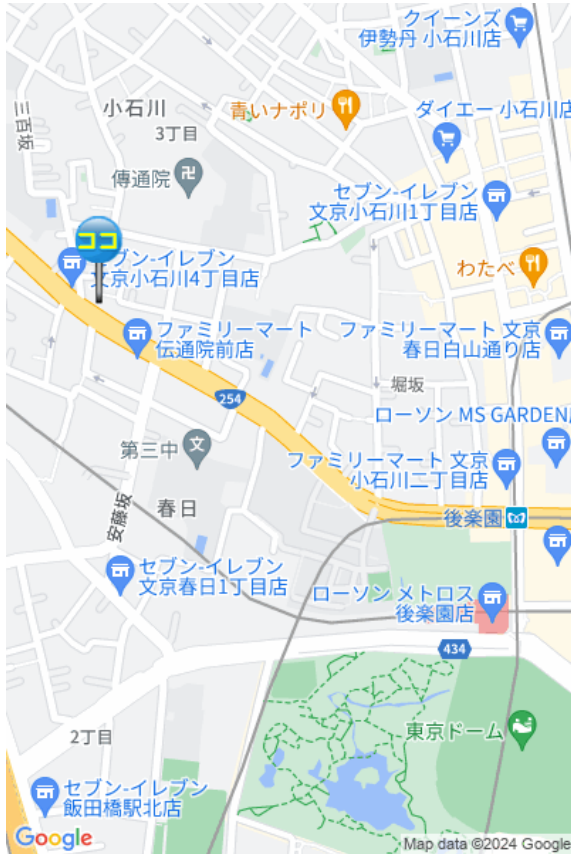 クイーンズ
伊勢丹 小石川店
小石川
3丁目
三百坂
青いナポリ
ダイエー 小石川店
傳通院
卍
セブン-イレブン
文京小石川1丁目店
ココ
セブン-イレブン
文京小石川4丁目店
わたべ
ファミリーマート
伝通院前店
ファミリーマート 文京
春日白山通り店
254
堀坂
ローソン MS GARDEN店
第三中
文
ファミリーマート 文京
小石川二丁目店
春日
安藤坂
後楽園
セブン-イレブン
文京春日1丁目店
ローソン メトロス
後楽園店
434
2丁目
東京ドーム
セブン-イレブン
飯田橋駅北店
Google
Map data ©2024 Google